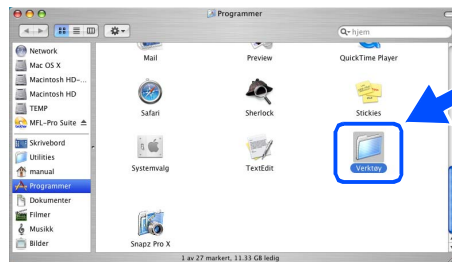 Programmer
hjem
Network
Mac OS X
Macintosh HD-...
Macintosh HD
TEMP
MFL-Pro Suite
Skrivebord
Utilities
manual
Programmer
Dokumenter
Filmer
Musikk
Bilder
Mail
Preview
QuickTime Player
Safari
Sherlock
Stickies
Systemvalg
TextEdit
Verktøy
Snapz Pro X
1 av 27 markert, 11.33 GB ledig